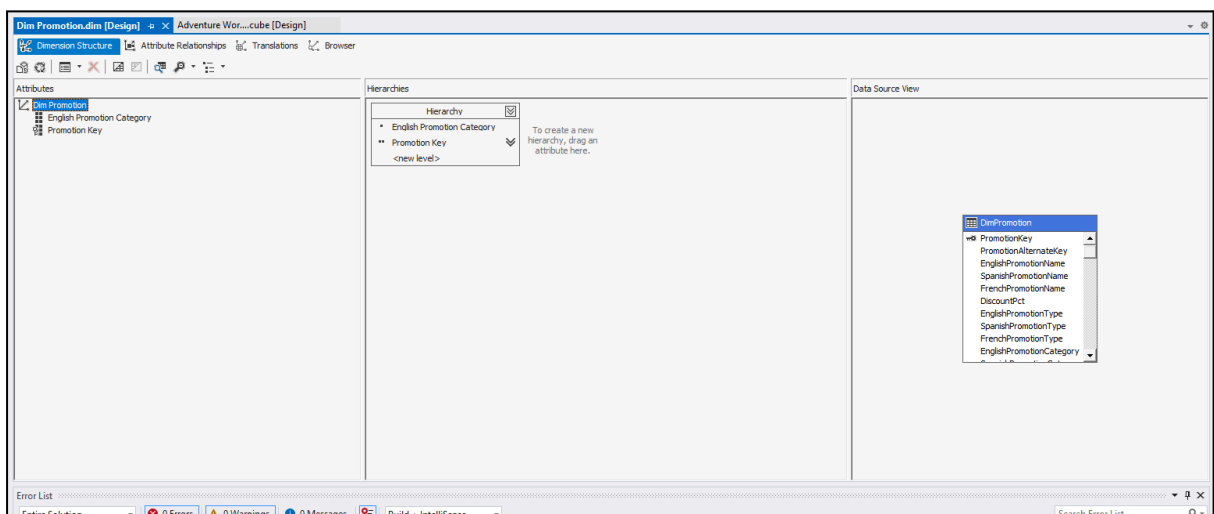 Dim Promotion.dim [Design] Adventure Wor....cube [Design]
Dimension Structure Attribute Relationships Translations Browser
Attributes
Dim Promotion
English Promotion Category
Promotion Key
Hierarchies
Hierarchy
English Promotion Category
Promotion Key
<new level>
To create a new
hierarchy, drag an
attribute here.
Data Source View
DimPromotion
PromotionKey
PromotionAlternateKey
EnglishPromotionName
SpanishPromotionName
FrenchPromotionName
DiscountPct
EnglishPromotionType
SpanishPromotionType
FrenchPromotionType
EnglishPromotionCategory
Error List
Entire Solution 0 Errors 0 Warnings 0 Messages Build + IntelliSense Search Error List